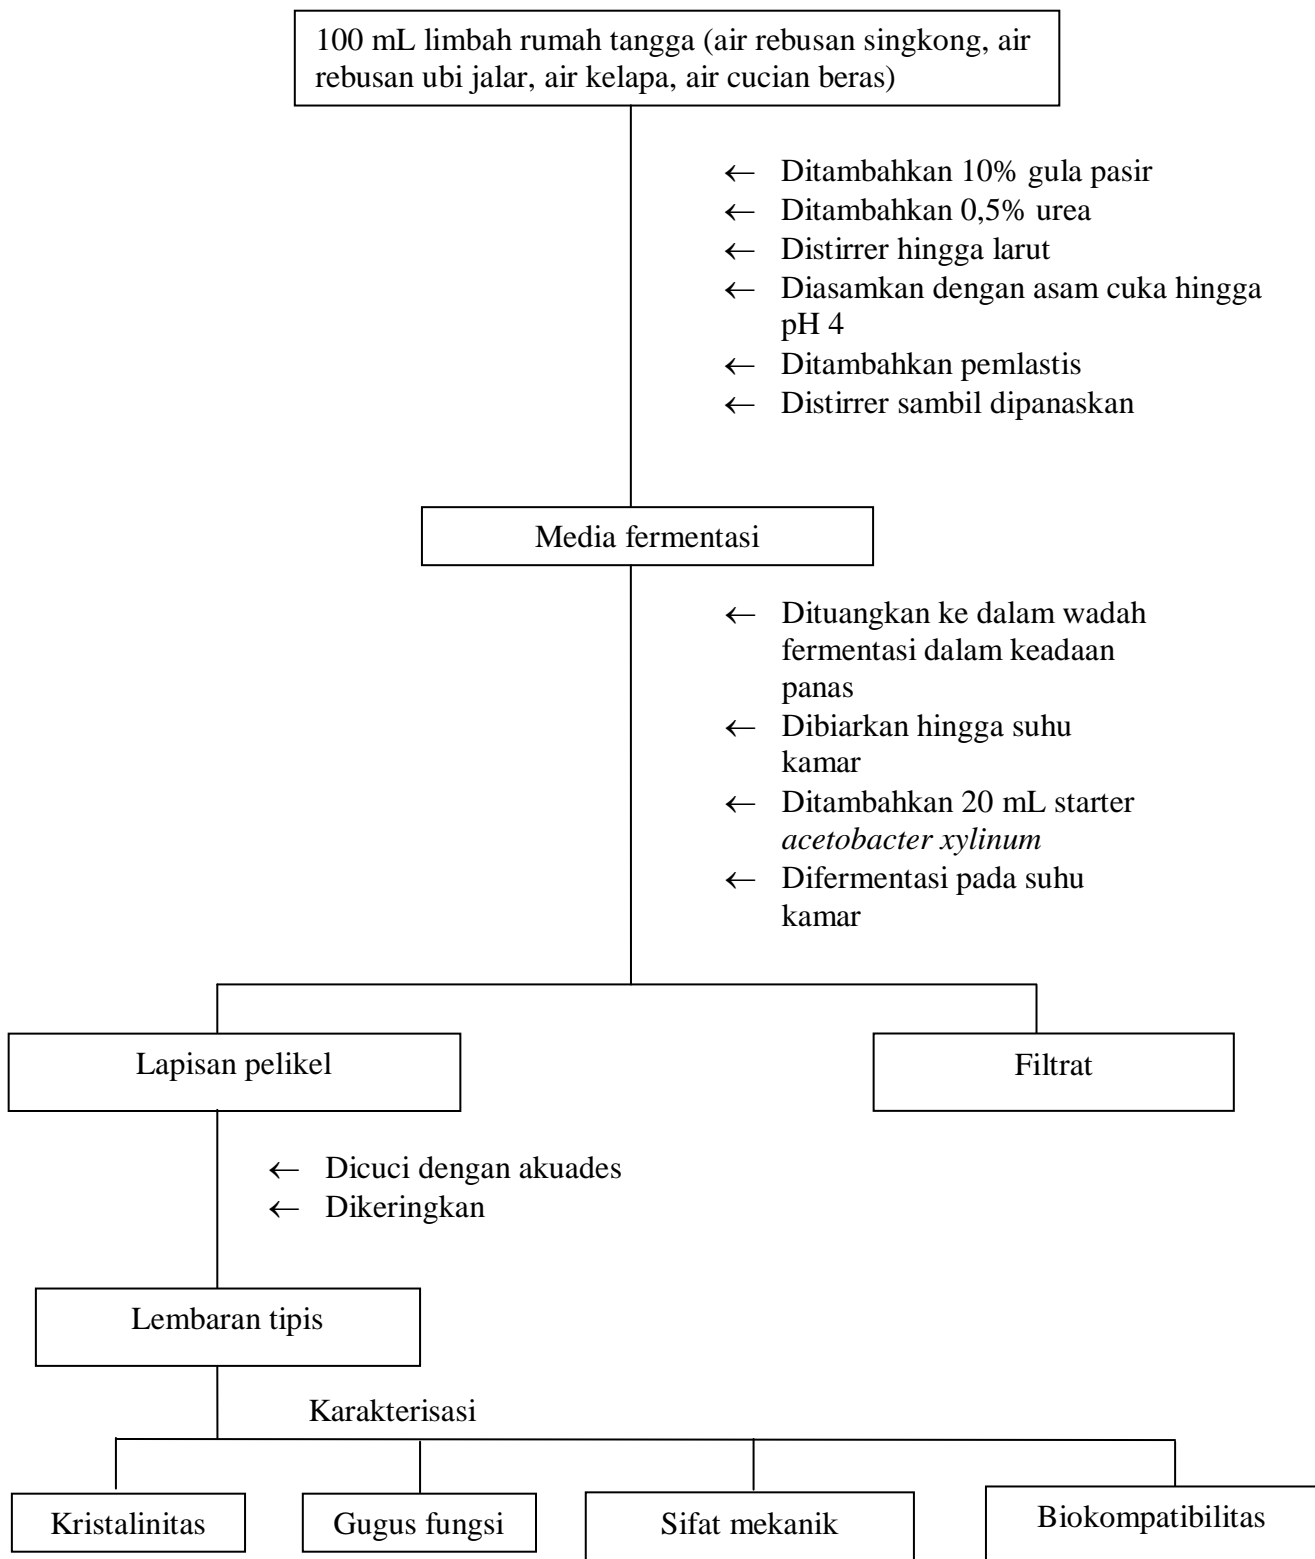 100 mL limbah rumah tangga (air rebusan singkong, air
rebusan ubi jalar, air kelapa, air cucian beras)
← Ditambahkan 10% gula pasir
← Ditambahkan 0,5% urea
← Distirrer hingga larut
← Diasamkan dengan asam cuka hingga
pH 4
← Ditambahkan pemlastis
← Distirrer sambil dipanaskan
Media fermentasi
← Dituangkan ke dalam wadah
fermentasi dalam keadaan
panas
← Dibiarkan hingga suhu
kamar
← Ditambahkan 20 mL starter
acetobacter xylinum
← Difermentasi pada suhu
kamar
Lapisan pelikel
Filtrat
← Dicuci dengan akuades
← Dikeringkan
Lembaran tipis
Karakterisasi
Kristalinitas
Gugus fungsi
Sifat mekanik
Biokompatibilitas